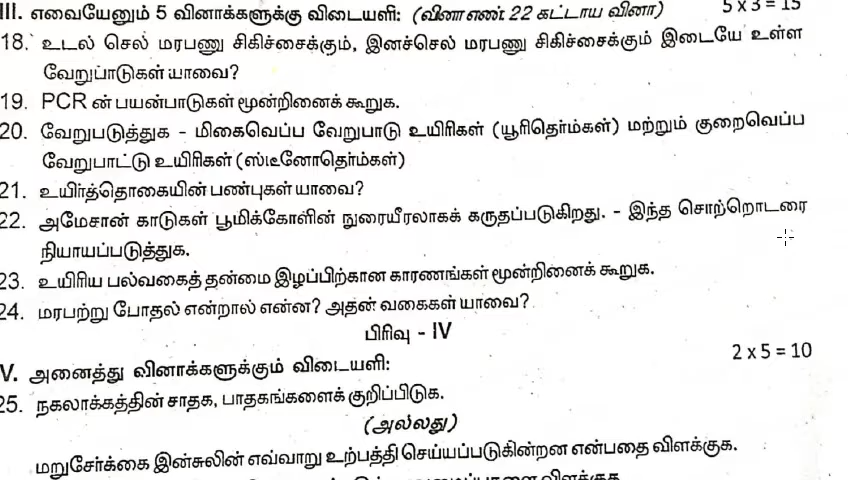 III. எவையேனும் 5 வினாக்களுக்கு விடையளி: (வினா எண். 22 கட்டாய வினா) 5 x 3 = 15
18. உடல் செல் மரபணு சிகிச்சைக்கும், இனச்செல் மரபணு சிகிச்சைக்கும் இடையே உள்ள
வேறுபாடுகள் யாவை?
19. PCR ன் பயன்பாடுகள் மூன்றினைக் கூறுக.
20. வேறுபடுத்துக - மிகைவெப்ப வேறுபாடு உயிரிகள் (யூரிதெர்ம்கள்) மற்றும் குறைவெப்ப
வேறுபாட்டு உயிரிகள் (ஸ்டீனோதெர்ம்கள்)
21. உயிர்த்தொகையின் பண்புகள் யாவை?
22. அமேசான் காடுகள் பூமிக்கோளின் நுரையீரலாகக் கருதப்படுகிறது. - இந்த சொற்றொடரை
நியாயப்படுத்துக.
23. உயிரிய பல்வகைத் தன்மை இழப்பிற்கான காரணங்கள் மூன்றினைக் கூறுக.
24. மரபற்று போதல் என்றால் என்ன? அதன் வகைகள் யாவை?
பிரிவு - IV
V. அனைத்து வினாக்களுக்கும் விடையளி: 2 x 5 = 10
25. நகலாக்கத்தின் சாதக, பாதகங்களைக் குறிப்பிடுக.
(அல்லது)
மறுசேர்க்கை இன்சுலின் எவ்வாறு உற்பத்தி செய்யப்படுகின்றன என்பதை விளக்குக.